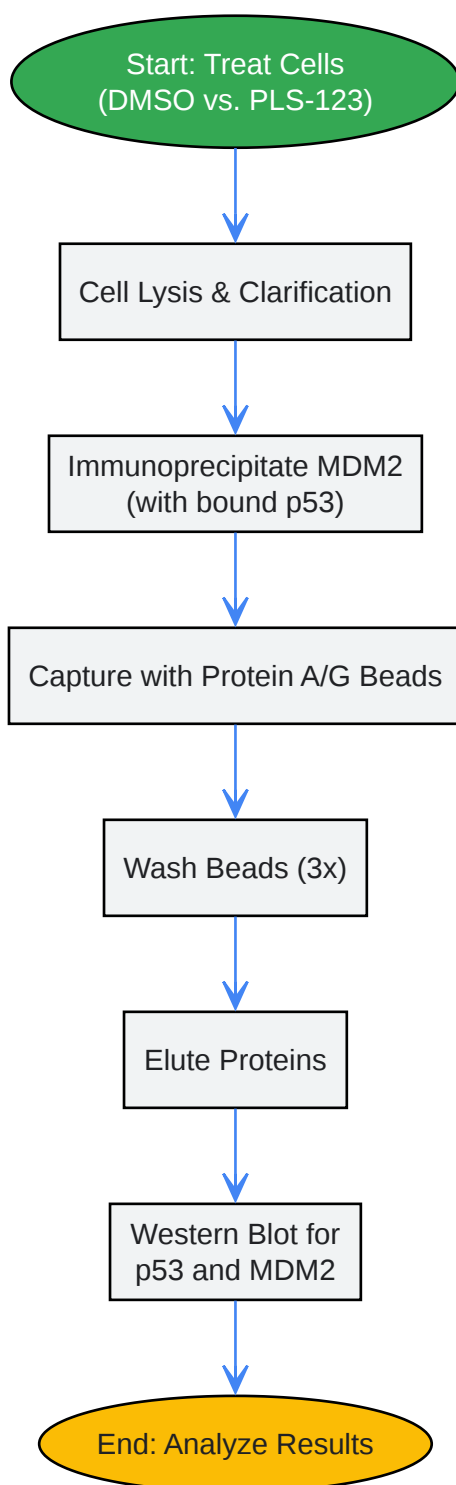 Start: Treat Cells
(DMSO vs. PLS-123)
Cell Lysis & Clarification
Immunoprecipitate MDM2
(with bound p53)
Capture with Protein A/G Beads
Wash Beads (3x)
Elute Proteins
Western Blot for
p53 and MDM2
End: Analyze Results